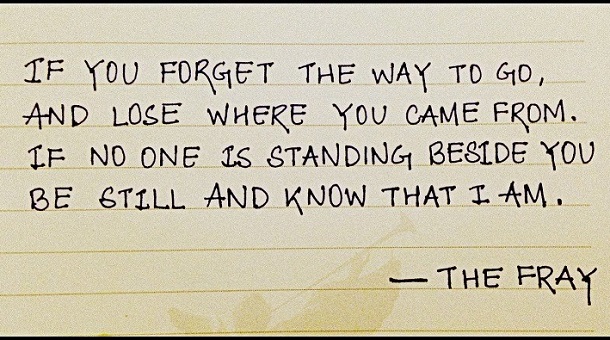 IF YOU FORGET THE WAY TO GO,
AND LOSE WHERE YOU CAME FROM.
IF NO ONE IS STANDING BESIDE YOU
BE STILL AND KNOW THAT I AM.
— THE FRAY